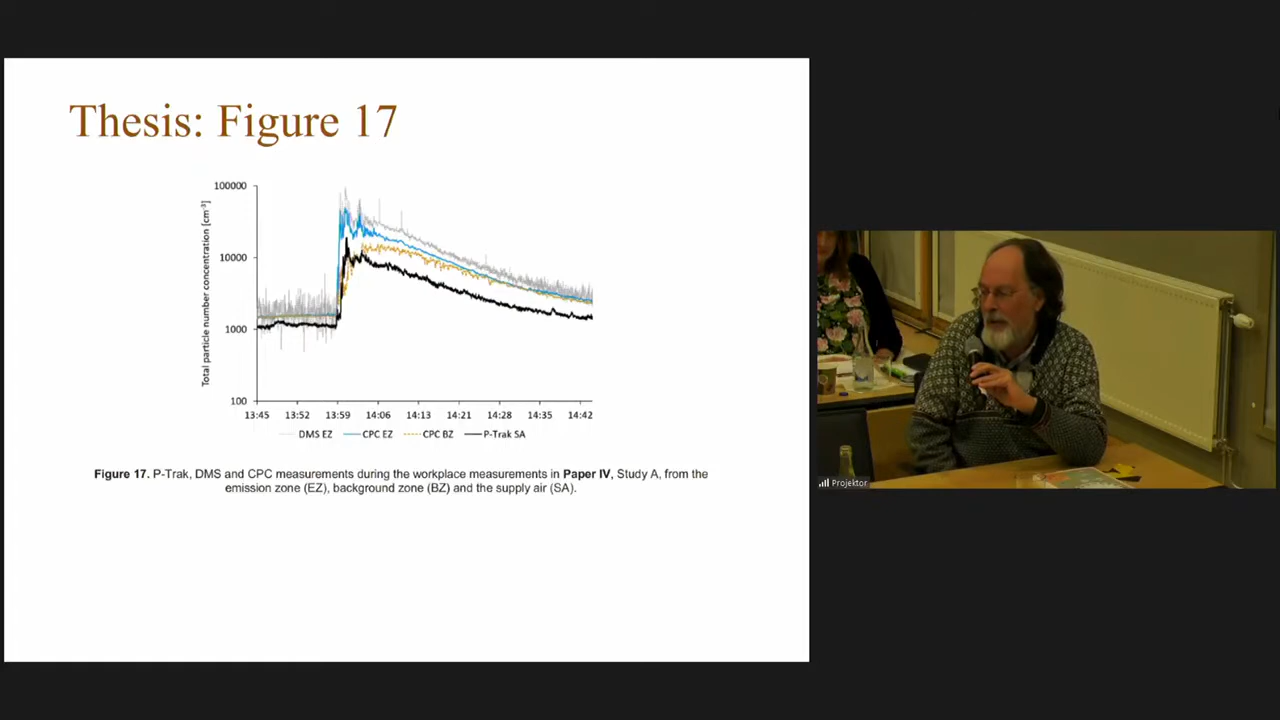 Thesis: Figure 17
Total particle number concentration [cm⁻³]
100000
10000
1000
100
13:45 13:52 13:59 14:06 14:13 14:21 14:28 14:35 14:42
DMS EZ CPC EZ CPC BZ P-Trak SA
Figure 17. P-Trak, DMS and CPC measurements during the workplace measurements in Paper IV, Study A, from the
emission zone (EZ), background zone (BZ) and the supply air (SA).
Projektor